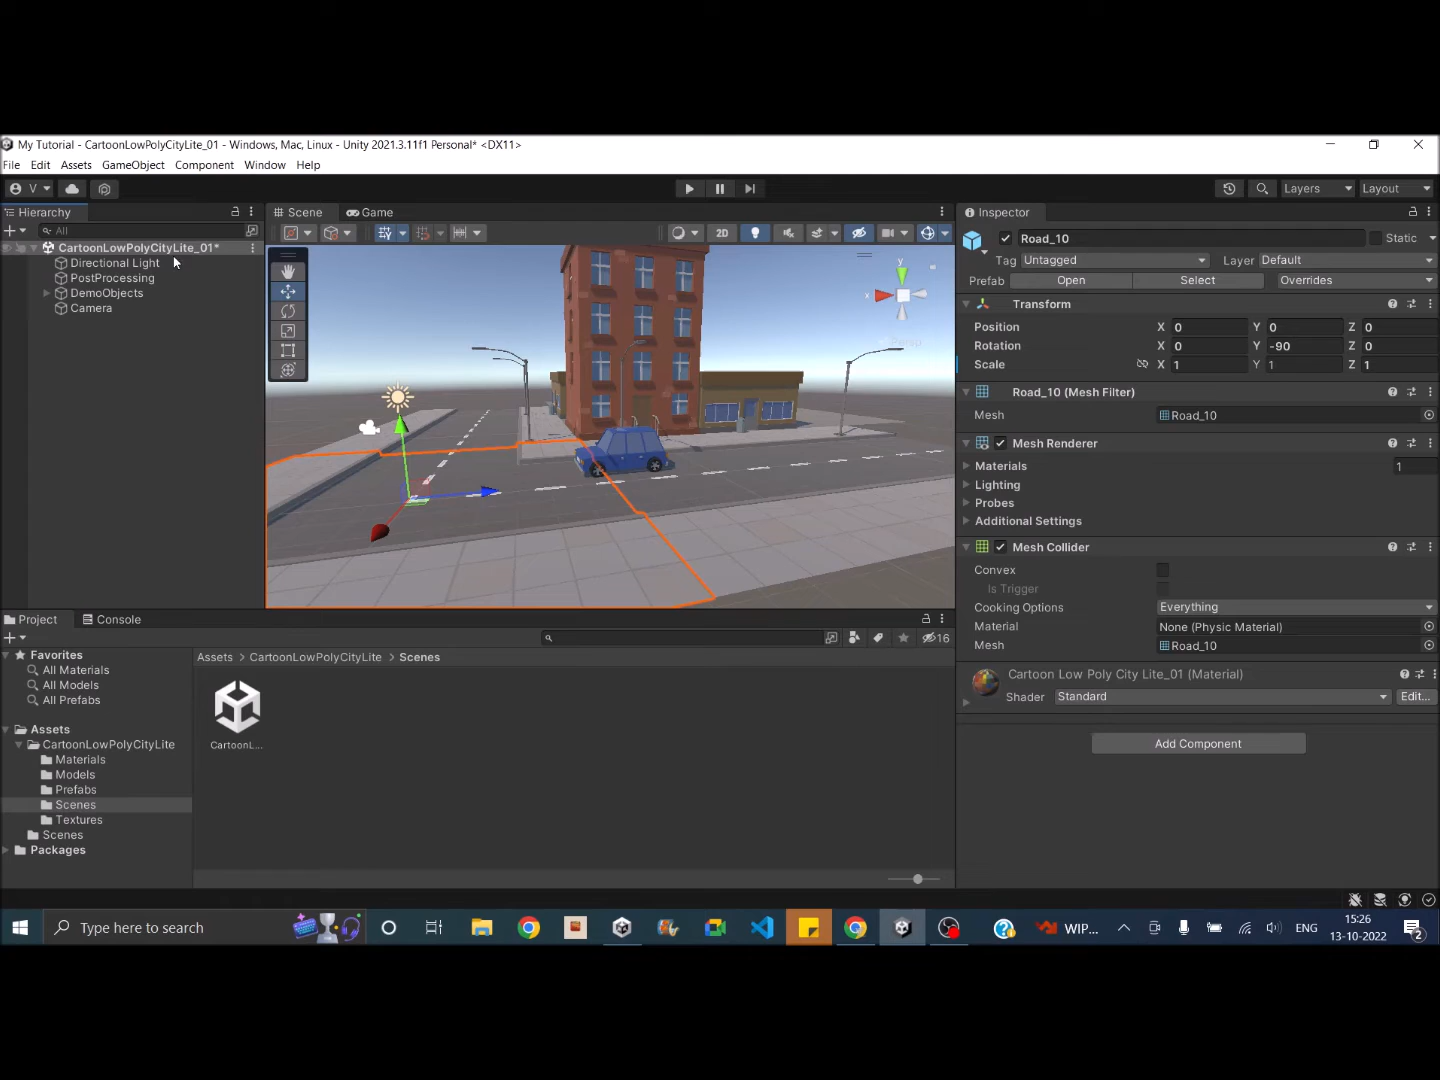 My Tutorial - CartoonLowPolyCityLite_01 - Windows, Mac, Linux - Unity 2021.3.11f1 Personal* <DX11>
File Edit Assets GameObject Component Window Help
V Layers Layout
Hierarchy Scene Game Inspector
All 2D
CartoonLowPolyCityLite_01*
Directional Light
PostProcessing
DemoObjects
Camera
y
x
Persp
Road_10 Static
Tag Untagged Layer Default
Prefab Open Select Overrides
Transform
Position X 0 Y 0 Z 0
Rotation X 0 Y -90 Z 0
Scale X 1 Y 1 Z 1
Road_10 (Mesh Filter)
Mesh Road_10
Mesh Renderer
Materials 1
Lighting
Probes
Additional Settings
Mesh Collider
Convex
Is Trigger
Cooking Options Everything
Material None (Physic Material)
Mesh Road_10
Cartoon Low Poly City Lite_01 (Material)
Shader Standard Edit...
Add Component
Project Console
16
Favorites
All Materials
All Models
All Prefabs
Assets
CartoonLowPolyCityLite
Materials
Models
Prefabs
Scenes
Textures
Scenes
Packages
Assets > CartoonLowPolyCityLite > Scenes
CartoonL...
Type here to search
WIP...
ENG
15:26
13-10-2022
2